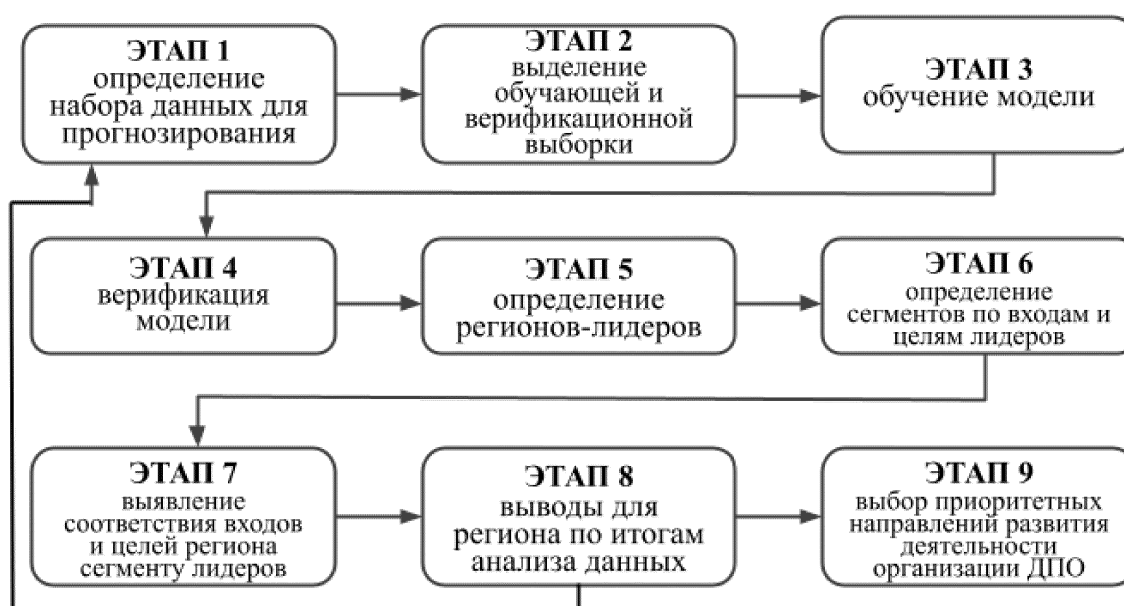 ЭТАП 1
определение
набора данных для
прогнозирования
ЭТАП 2
выделение
обучающей и
верификационной
выборки
ЭТАП 3
обучение модели
ЭТАП 4
верификация
модели
ЭТАП 5
определение
регионов-лидеров
ЭТАП 6
определение
сегментов по входам и
целям лидеров
ЭТАП 7
выявление
соответствия входов
и целей региона
сегменту лидеров
ЭТАП 8
выводы для
региона по итогам
анализа данных
ЭТАП 9
выбор приоритетных
направлений развития
деятельности
организации ДПО